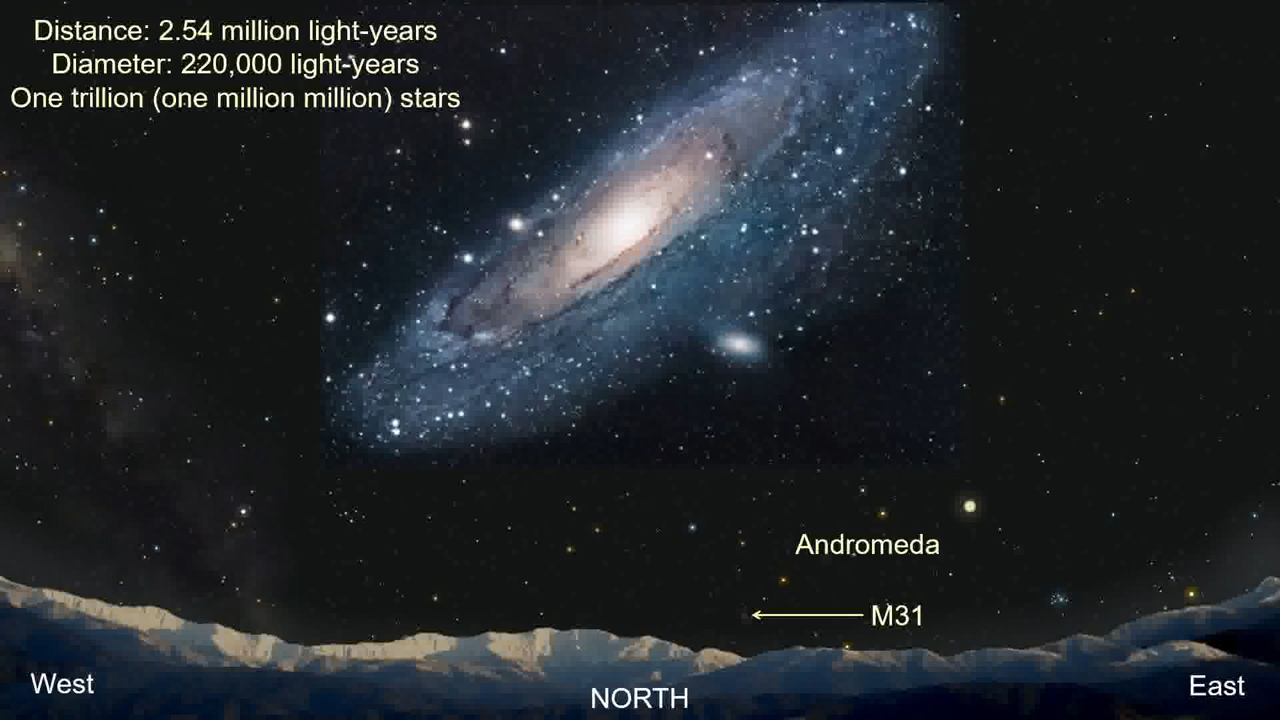 Distance: 2.54 million light-years
Diameter: 220,000 light-years
One trillion (one million million) stars
Andromeda
M31
West
NORTH
East